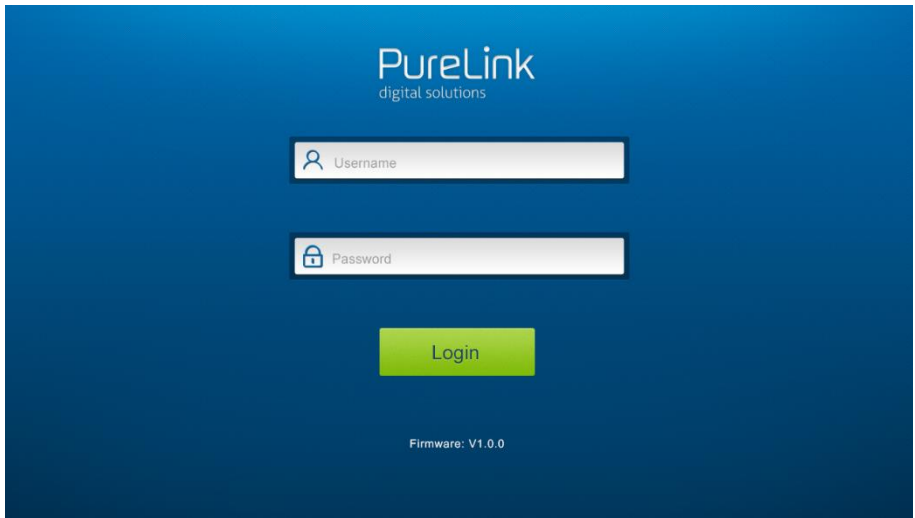 PureLink
digital solutions
Username
Password
Login
Firmware: V1.0.0